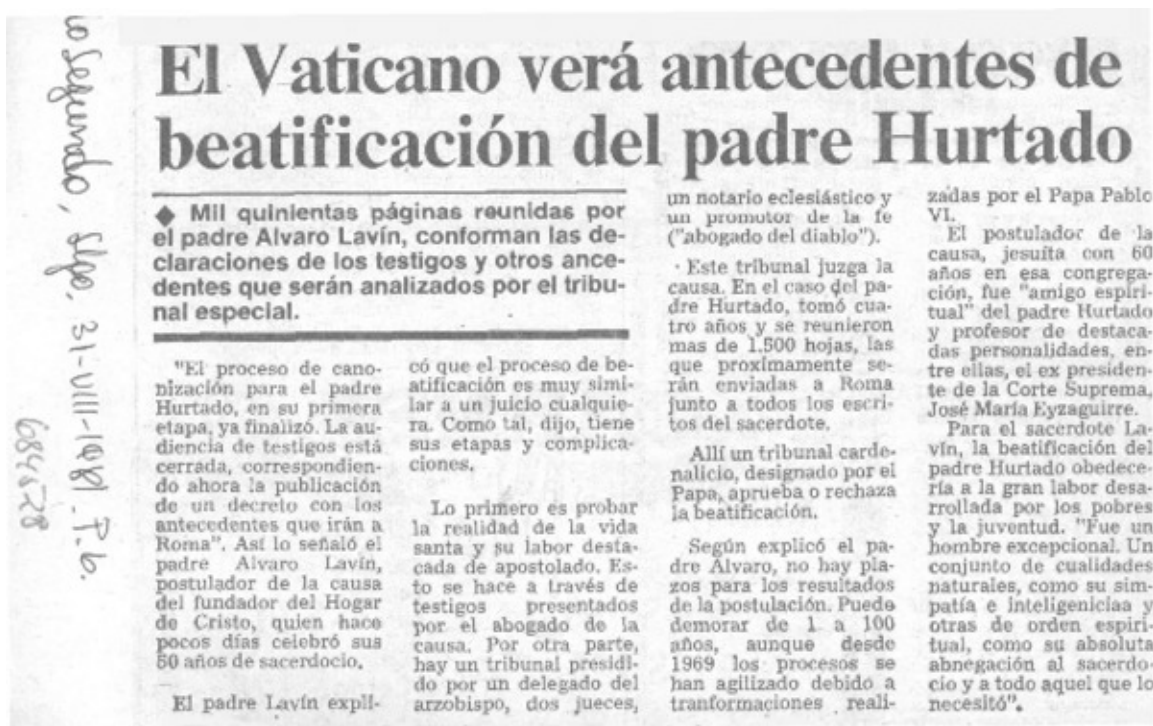 El Vaticano verá antecedentes de
beatificación del padre Hurtado
◆ Mil quinientas páginas reunidas por
el padre Alvaro Lavín, conforman las de-
claraciones de los testigos y otros ance-
dentes que serán analizados por el tribu-
nal especial.
"El proceso de cano-
nización para el padre
Hurtado, en su primera
etapa, ya finalizó. La au-
diencia de testigos está
cerrada, correspondien-
do ahora la publicación
de un decreto con los
antecedentes que irán a
Roma". Así lo señaló el
padre Alvaro Lavín,
postulador de la causa
del fundador del Hogar
de Cristo, quien hace
pocos días celebró sus
50 años de sacerdocio.
El padre Lavín expli-
có que el proceso de be-
atificación es muy simi-
lar a un juicio cualquie-
ra. Como tal, dijo, tiene
sus etapas y complica-
ciones.
Lo primero es probar
la realidad de la vida
santa y su labor desta-
cada de apostolado. Es-
to se hace a través de
testigos presentados
por el abogado de la
causa. Por otra parte,
hay un tribunal presidi-
do por un delegado del
arzobispo, dos jueces,
un notario eclesiástico y
un promotor de la fe
("abogado del diablo").
Este tribunal juzga la
causa. En el caso del pa-
dre Hurtado, tomó cua-
tro años y se reunieron
mas de 1.500 hojas, las
que proximamente se-
rán enviadas a Roma
junto a todos los escri-
tos del sacerdote.
Allí un tribunal carde-
nalicio, designado por el
Papa, aprueba o rechaza
la beatificación.
Según explicó el pa-
dre Alvaro, no hay pla-
zos para los resultados
de la postulación. Puede
demorar de 1 a 100
años, aunque desde
1969 los procesos se
han agilizado debido a
tranformaciones reali-
zadas por el Papa Pablo
VI.
El postulador de la
causa, jesuita con 60
años en esa congrega-
ción, fue "amigo espiri-
tual" del padre Hurtado
y profesor de destaca-
das personalidades, en-
tre ellas, el ex presiden-
te de la Corte Suprema,
José María Eyzaguirre.
Para el sacerdote La-
vín, la beatificación del
padre Hurtado obedece-
ría a la gran labor desa-
rrollada por los pobres
y la juventud. "Fue un
hombre excepcional. Un
conjunto de cualidades
naturales, como su sim-
patía e inteligenciaa y
otras de orden espiri-
tual, como su absoluta
abnegación al sacerdo-
cio y a todo aquel que lo
necesitó".
Segundo, Stgo. 31-VIII-1981. P.6.
684678